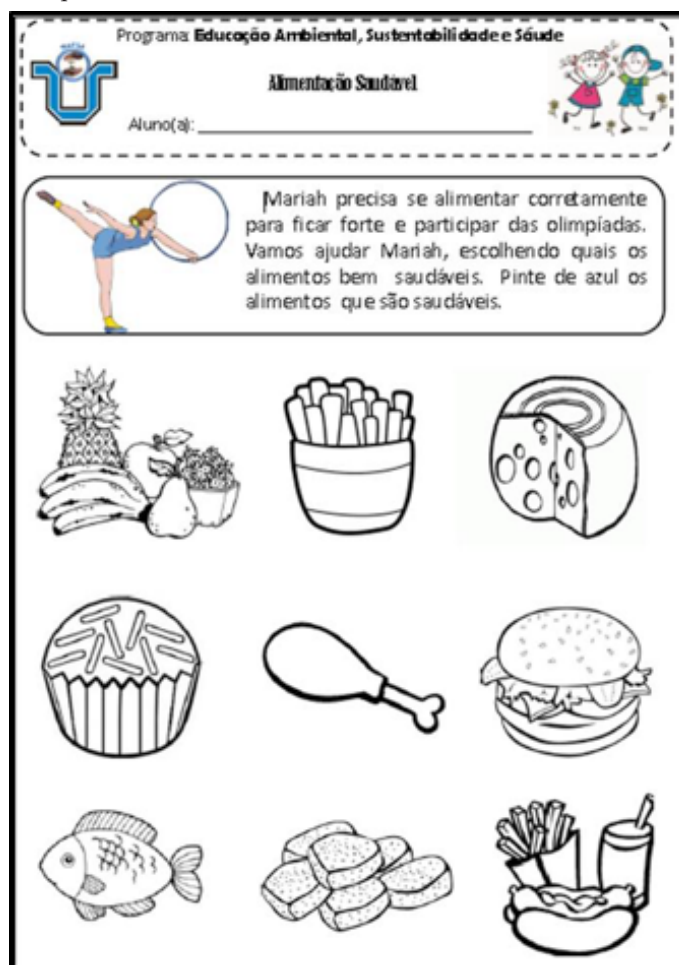 Programa: Educação Ambiental, Sustentabilidade e Sáude
Alimentação Saudável
Aluno(a):
Mariah precisa se alimentar corretamente
para ficar forte e participar das olimpíadas.
Vamos ajudar Mariah, escolhendo quais os
alimentos bem saudáveis. Pinte de azul os
alimentos que são saudáveis.